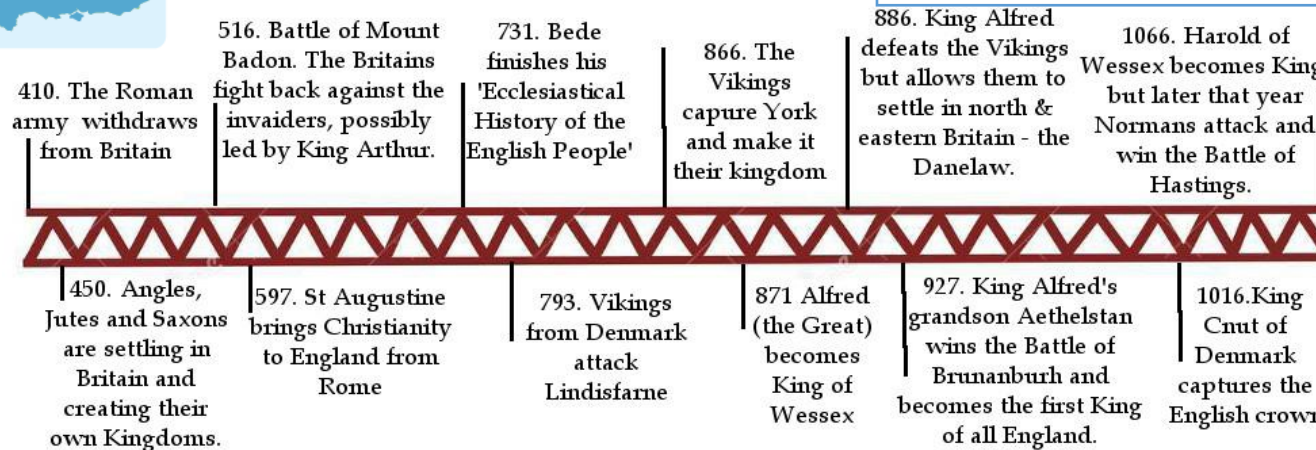 410. The Roman
army withdraws
from Britain
516. Battle of Mount
Badon. The Britains
fight back against the
invaiders, possibly
led by King Arthur.
731. Bede
finishes his
'Ecclesiastical
History of the
English People'
866. The
Vikings
capure York
and make it
their kingdom
886. King Alfred
defeats the Vikings
but allows them to
settle in north &
eastern Britain - the
Danelaw.
1066. Harold of
Wessex becomes King
but later that year
Normans attack and
win the Battle of
Hastings.
450. Angles,
Jutes and Saxons
are settling in
Britain and
creating their
own Kingdoms.
597. St Augustine
brings Christianity
to England from
Rome
793. Vikings
from Denmark
attack
Lindisfarne
871 Alfred
(the Great)
becomes
King of
Wessex
927. King Alfred's
grandson Aethelstan
wins the Battle of
Brunanburh and
becomes the first King
of all England.
1016.King
Cnut of
Denmark
captures the
English crown